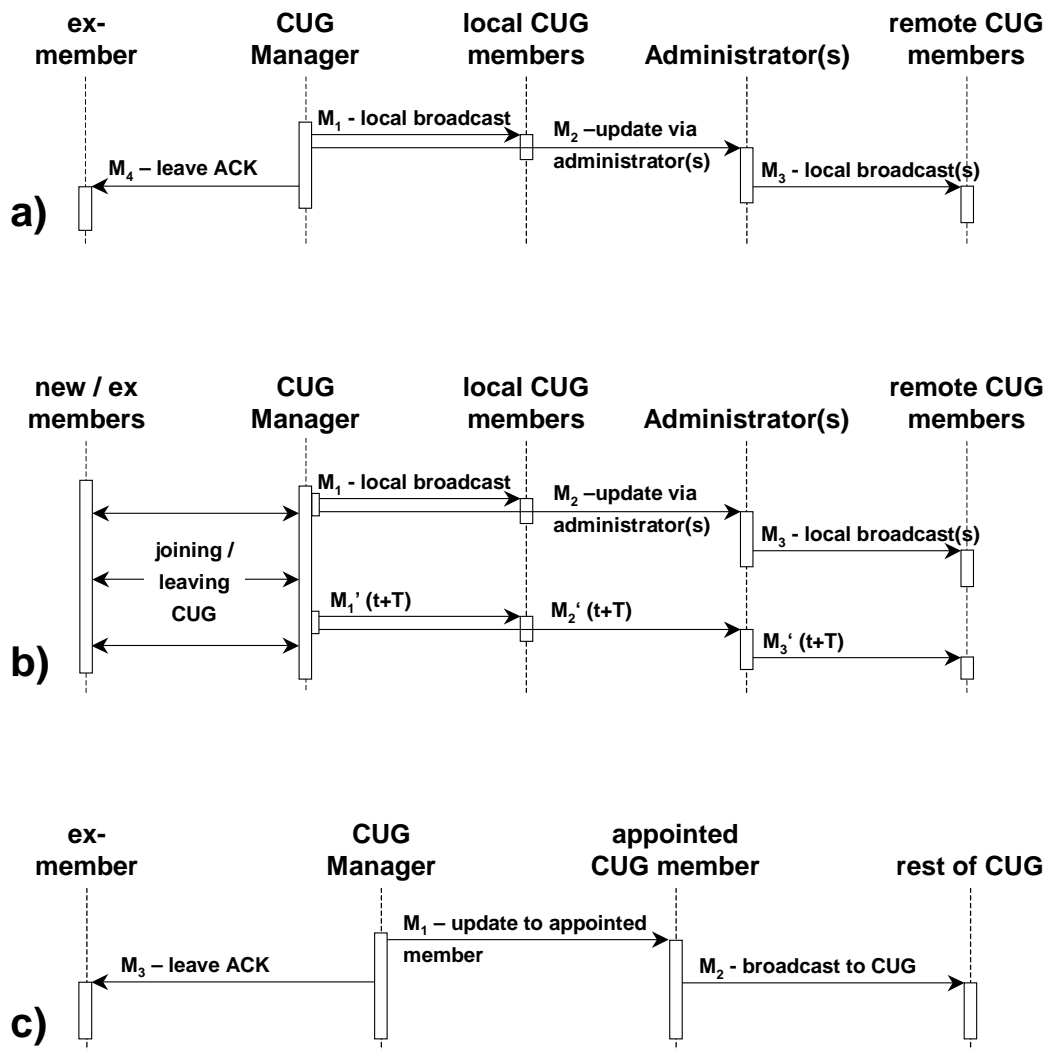 ex-
member
CUG
Manager
local CUG
members
Administrator(s)
remote CUG
members
M₁ - local broadcast
M₂ –update via
administrator(s)
M₄ – leave ACK
M₃ - local broadcast(s)
a)
new / ex
members
CUG
Manager
local CUG
members
Administrator(s)
remote CUG
members
M₁ - local broadcast
M₂ –update via
administrator(s)
M₃ - local broadcast(s)
joining /
leaving
CUG
M₁’ (t+T)
M₂‘ (t+T)
M₃‘ (t+T)
b)
ex-
member
CUG
Manager
appointed
CUG member
rest of CUG
M₁ – update to appointed
member
M₃ – leave ACK
M₂ - broadcast to CUG
c)